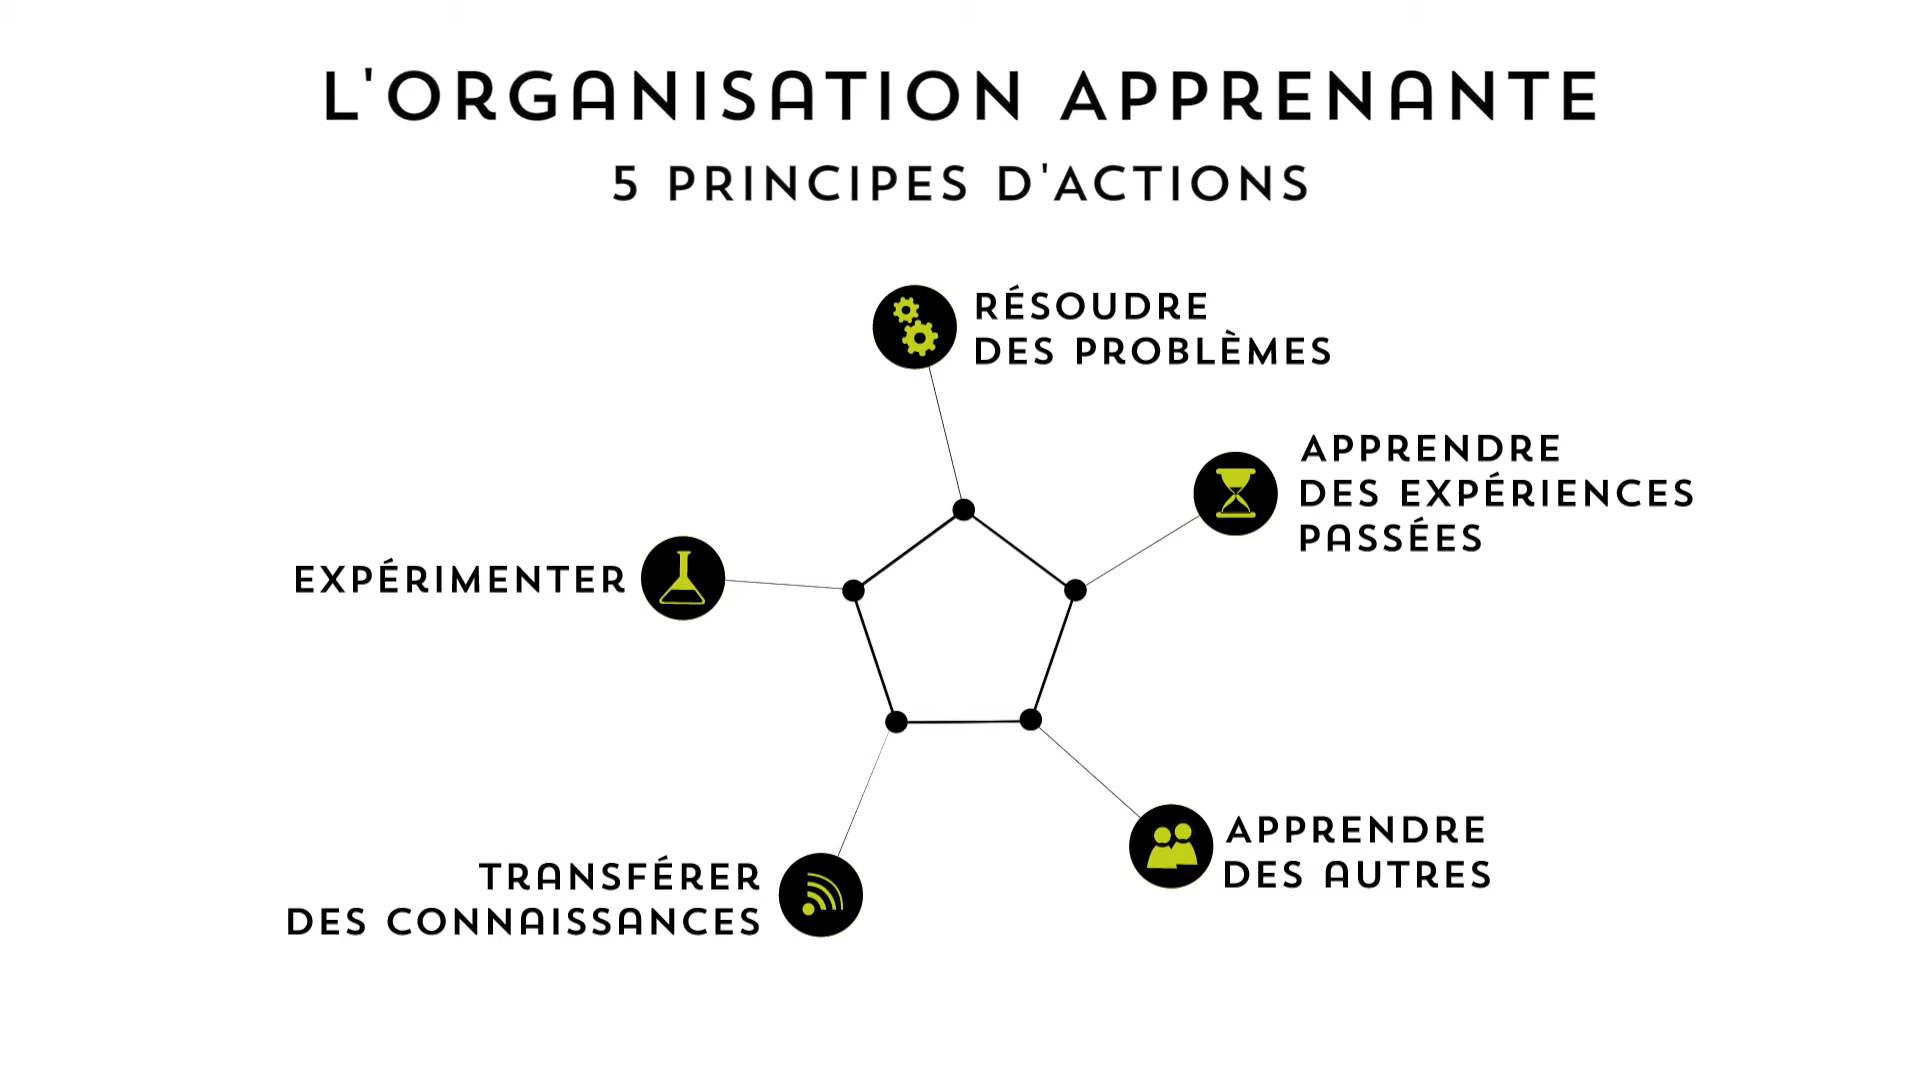 L'ORGANISATION APPRENANTE
5 PRINCIPES D'ACTIONS
RÉSOUDRE
DES PROBLÈMES
APPRENDRE
DES EXPÉRIENCES
PASSÉES
EXPÉRIMENTER
APPRENDRE
DES AUTRES
TRANSFÉRER
DES CONNAISSANCES